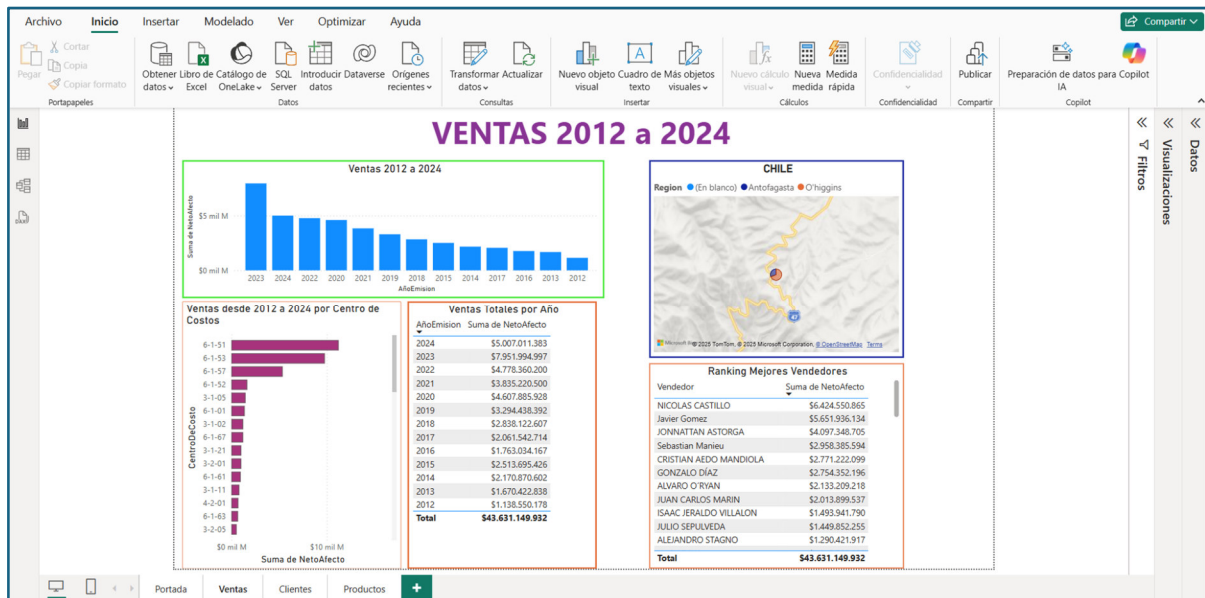 Archivo Inicio Insertar Modelado Ver Optimizar Ayuda
Compartir
Pegar
Cortar
Copia
Copiar formato
Portapapeles
Obtener datos
Libro de Excel
Catálogo de OneLake
SQL Server
Introducir datos
Dataverse
Orígenes recientes
Datos
Transformar datos
Actualizar
Consultas
Nuevo objeto visual
Cuadro de texto
Más objetos visuales
Insertar
Nuevo cálculo visual
Nueva medida
Medida rápida
Cálculos
Confidencialidad
Confidencialidad
Publicar
Compartir
Preparación de datos para IA
Copilot
Copilot
VENTAS 2012 a 2024
Ventas 2012 a 2024
Suma de NetoAfecto
$5 mil M
$0 mil M
2023 2024 2022 2020 2021 2019 2018 2015 2014 2017 2016 2013 2012
AñoEmision
Ventas desde 2012 a 2024 por Centro de
Costos
CentroDeCosto
6-1-51
6-1-53
6-1-57
6-1-52
3-1-05
6-1-01
3-1-02
6-1-67
3-1-21
3-2-01
6-1-61
3-1-11
4-2-01
6-1-63
3-2-05
$0 mil M $10 mil M
Suma de NetoAfecto
Ventas Totales por Año
AñoEmision Suma de NetoAfecto
2024 $5.007.011.383
2023 $7.951.994.997
2022 $4.778.360.200
2021 $3.835.220.500
2020 $4.607.885.928
2019 $3.294.438.392
2018 $2.838.122.607
2017 $2.061.542.714
2016 $1.763.034.167
2015 $2.513.695.426
2014 $2.170.870.602
2013 $1.670.422.838
2012 $1.138.550.178
Total $43.631.149.932
CHILE
Region (En blanco) Antofagasta O'higgins
© 2025 TomTom, © 2025 Microsoft Corporation, © OpenStreetMap Terms
Ranking Mejores Vendedores
Vendedor Suma de NetoAfecto
NICOLAS CASTILLO $6.424.550.865
Javier Gomez $5.651.936.134
JONNATTAN ASTORGA $4.097.348.705
Sebastian Manieu $2.958.385.594
CRISTIAN AEDO MANDIOLA $2.771.222.099
GONZALO DÍAZ $2.754.352.196
ALVARO O'RYAN $2.133.209.218
JUAN CARLOS MARIN $2.013.899.537
ISAAC JERALDO VILLALON $1.493.941.790
JULIO SEPULVEDA $1.449.852.255
ALEJANDRO STAGNO $1.290.421.917
Total $43.631.149.932
Filtros
Visualizaciones
Datos
Portada Ventas Clientes Productos